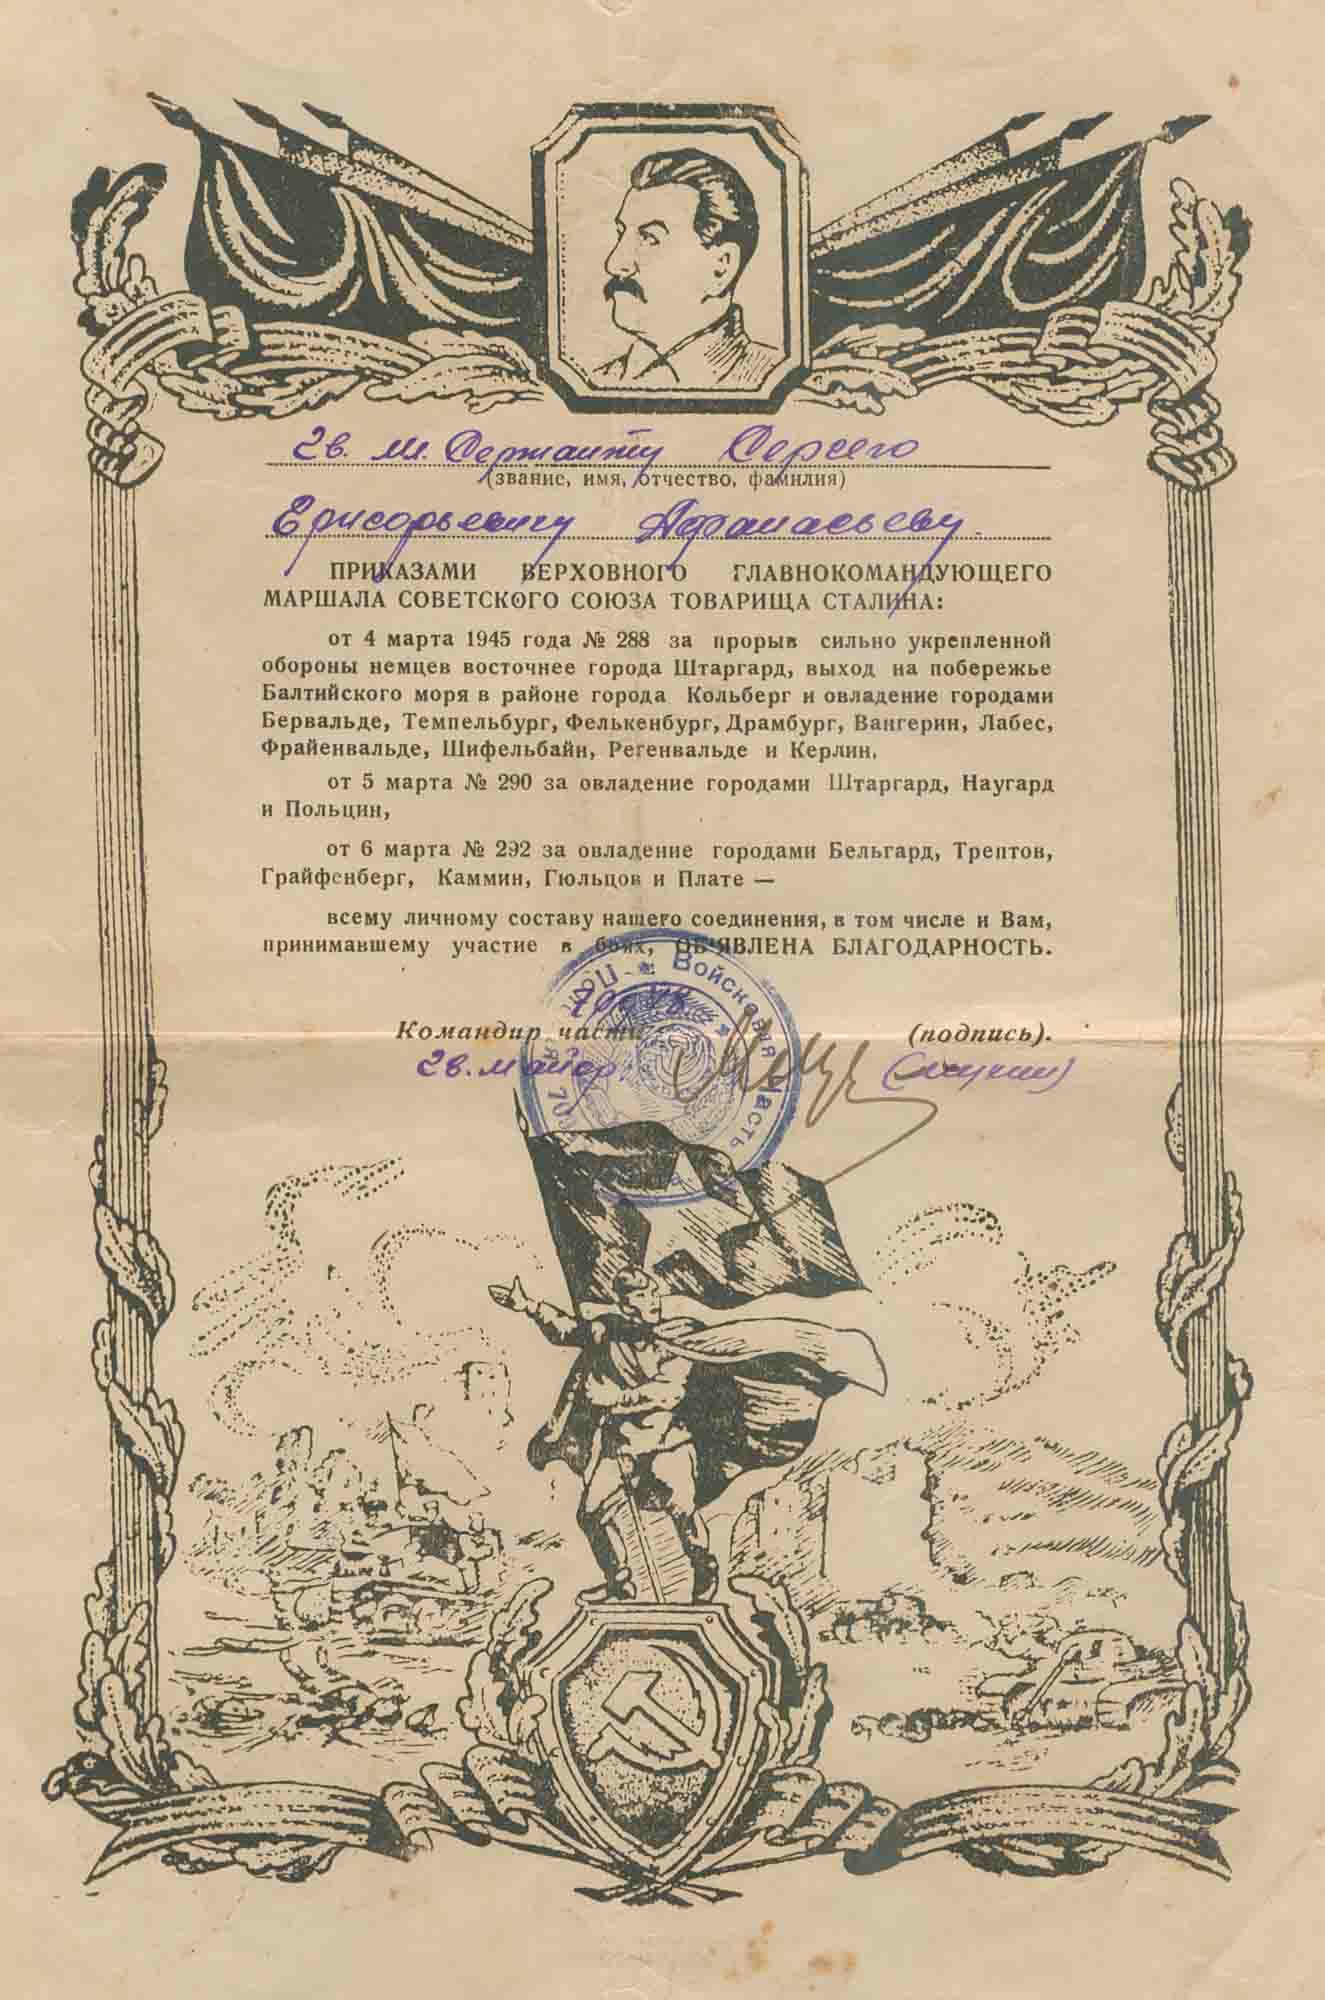 Гв. мл. Сержанту Сергею
(звание, имя, отчество, фамилия)
Григорьевичу Афанасьеву
ПРИКАЗАМИ ВЕРХОВНОГО ГЛАВНОКОМАНДУЮЩЕГО
МАРШАЛА СОВЕТСКОГО СОЮЗА ТОВАРИЩА СТАЛИНА:
от 4 марта 1945 года № 288 за прорыв сильно укрепленной
обороны немцев восточнее города Штаргард, выход на побережье
Балтийского моря в районе города Кольберг и овладение городами
Бервальде, Темпельбург, Фелькенбург, Драмбург, Вангерин, Лабес,
Фрайенвальде, Шифельбайн, Регенвальде и Керлин,
от 5 марта № 290 за овладение городами Штаргард, Наугард
и Польцин,
от 6 марта № 292 за овладение городами Бельгард, Трептов,
Грайфенберг, Каммин, Гюльцов и Плате —
всему личному составу нашего соединения, в том числе и Вам,
принимавшему участие в боях, ОБ'ЯВЛЕНА БЛАГОДАРНОСТЬ.
Войсковая часть
Командир части (подпись).
Гв. майор